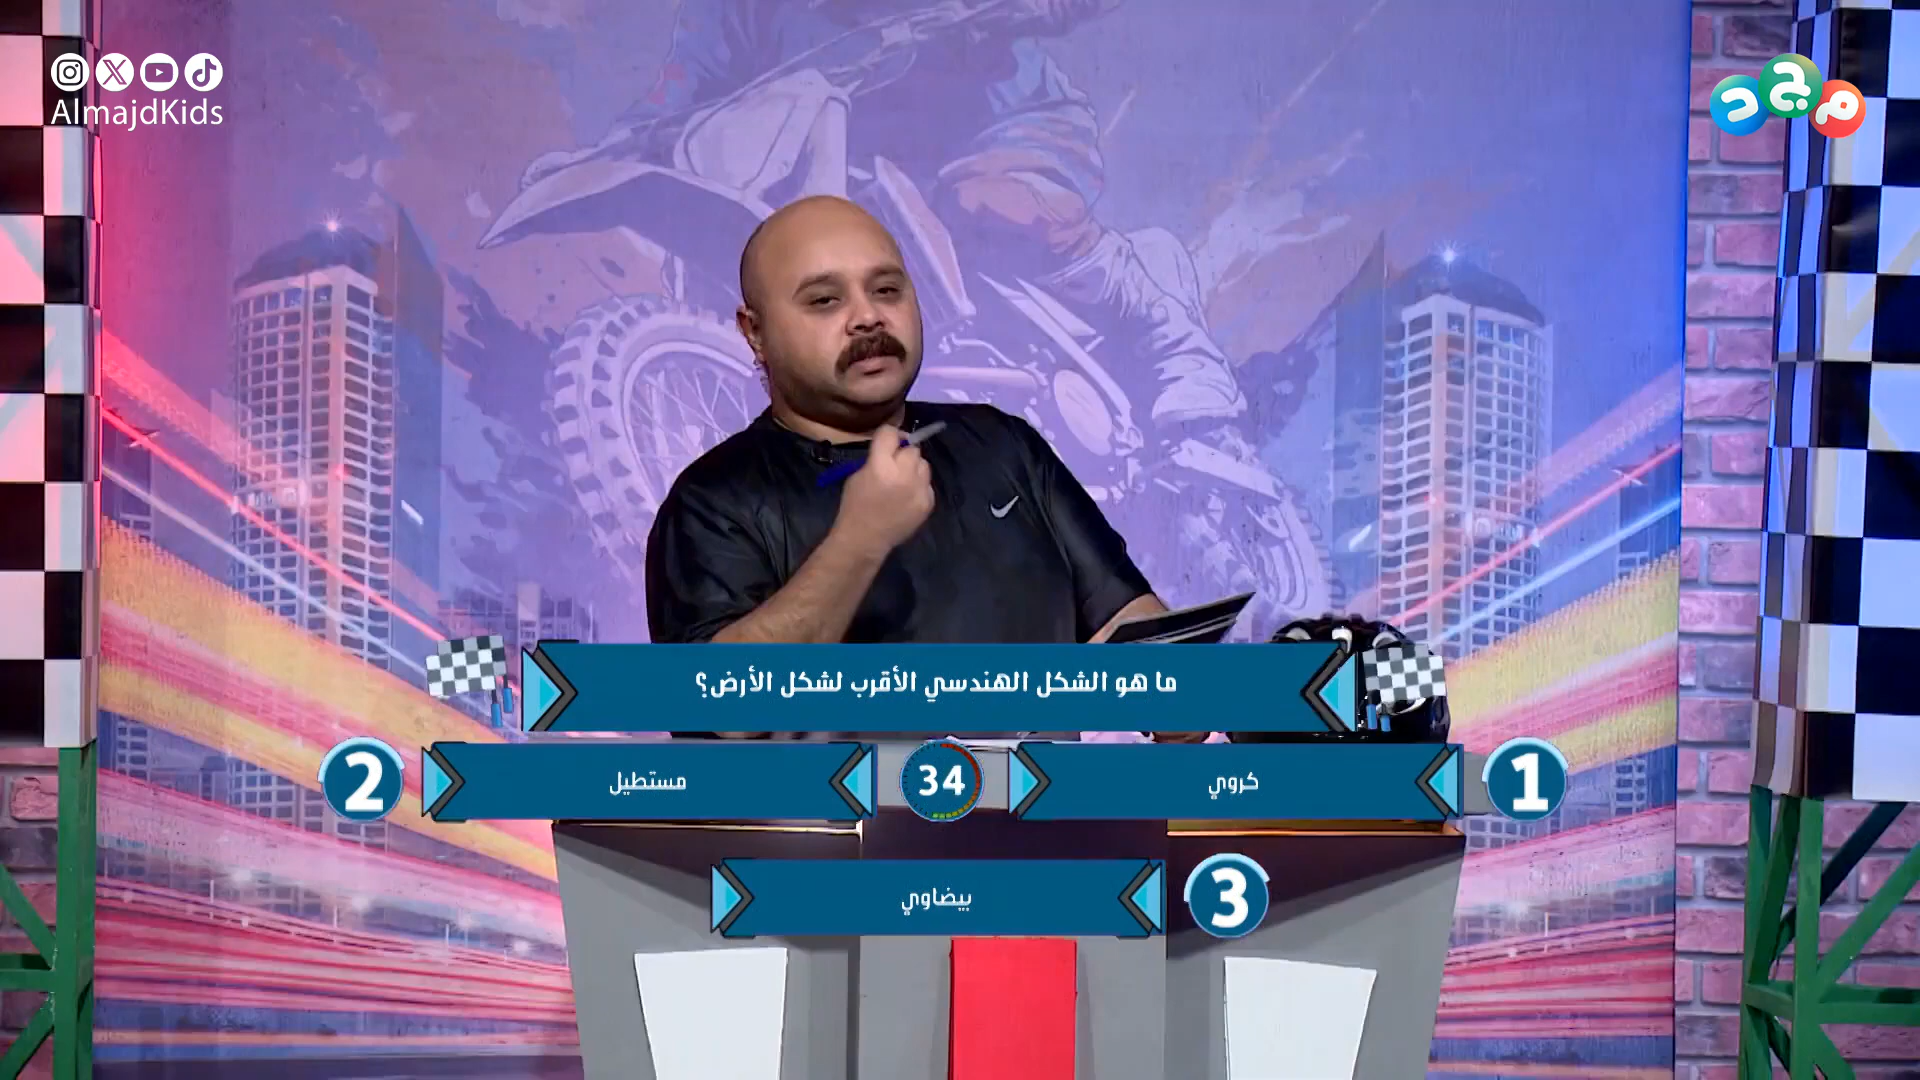 AlmajdKids
مجد
ما هو الشكل الهندسي الأقرب لشكل الأرض؟
1 كروي
34
2 مستطيل
3 بيضاوي